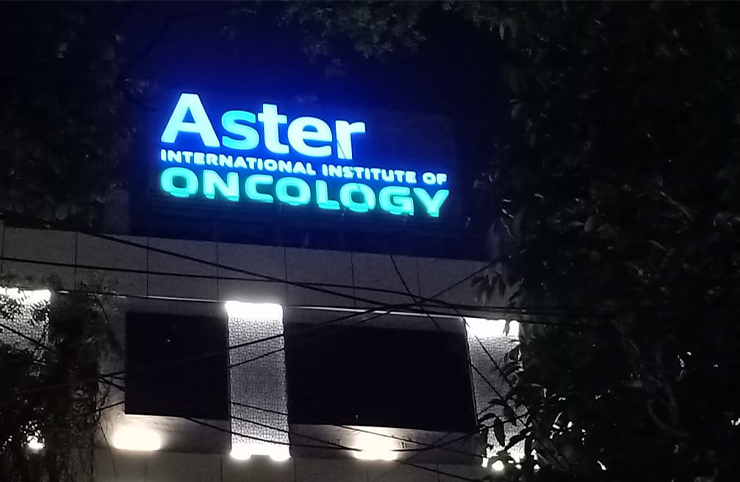 Aster
INTERNATIONAL INSTITUTE OF
ONCOLOGY